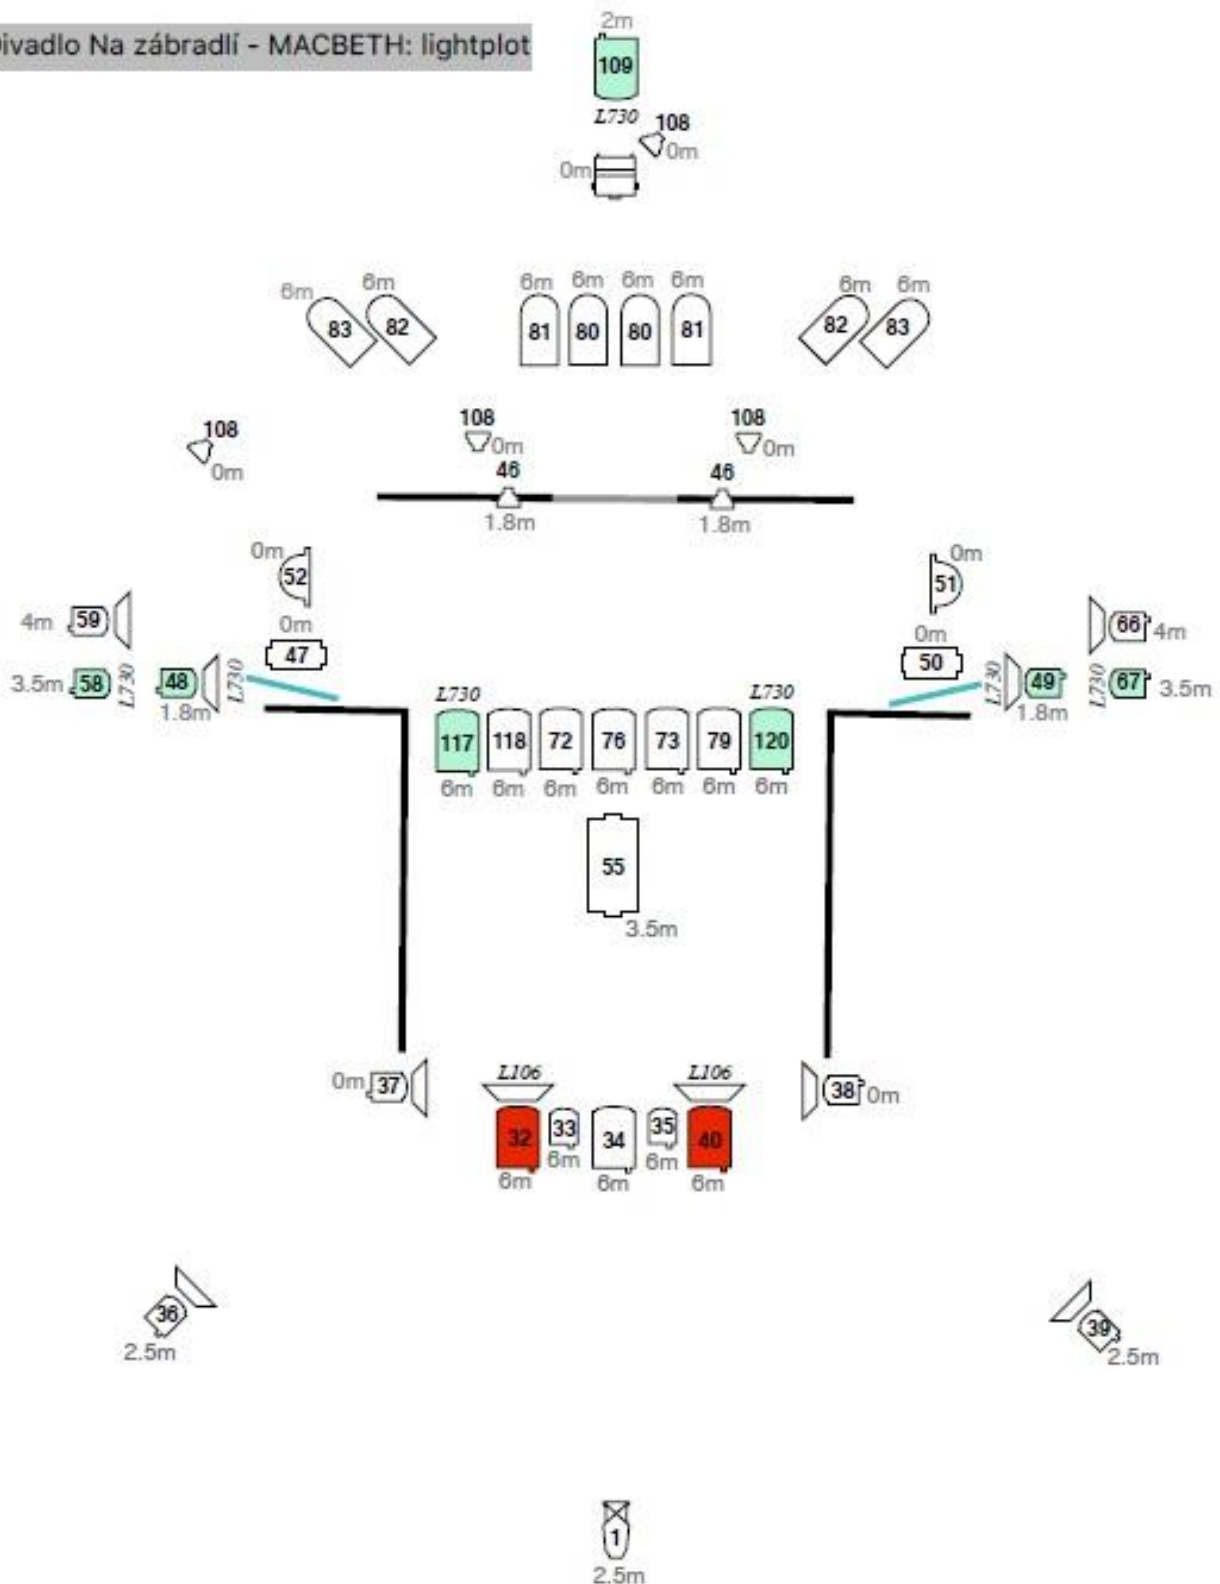 ivadlo Na zábradlí - MACBETH: lightplot
2m
109
L730
108
0m
0m
6m 6m 6m 6m 6m 6m 6m 6m
83 82 81 80 80 81 82 83
108 108 108
0m 0m 0m
46 46
1.8m 1.8m
0m 0m
52 51
4m 59 0m 0m 66 4m
47 50
3.5m 58 L730 48 L730 L730 49 L730 67 3.5m
1.8m 1.8m
L730 L730
117 118 72 76 73 79 120
6m 6m 6m 6m 6m 6m 6m
55
3.5m
0m 37 L106 L106 38 0m
32 33 34 35 40
6m 6m 6m 6m 6m
36 39
2.5m 2.5m
1
2.5m